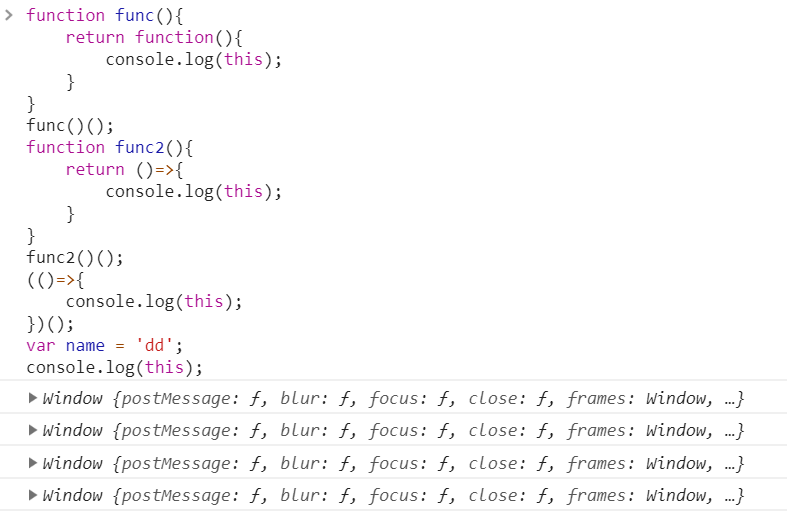 > function func(){
    return function(){
        console.log(this);
    }
}
func()();
function func2(){
    return ()=>{
        console.log(this);
    }
}
func2()();
(()=>{
    console.log(this);
})();
var name = 'dd';
console.log(this);
▶ Window {postMessage: ƒ, blur: ƒ, focus: ƒ, close: ƒ, frames: Window, …}
▶ Window {postMessage: ƒ, blur: ƒ, focus: ƒ, close: ƒ, frames: Window, …}
▶ Window {postMessage: ƒ, blur: ƒ, focus: ƒ, close: ƒ, frames: Window, …}
▶ Window {postMessage: ƒ, blur: ƒ, focus: ƒ, close: ƒ, frames: Window, …}